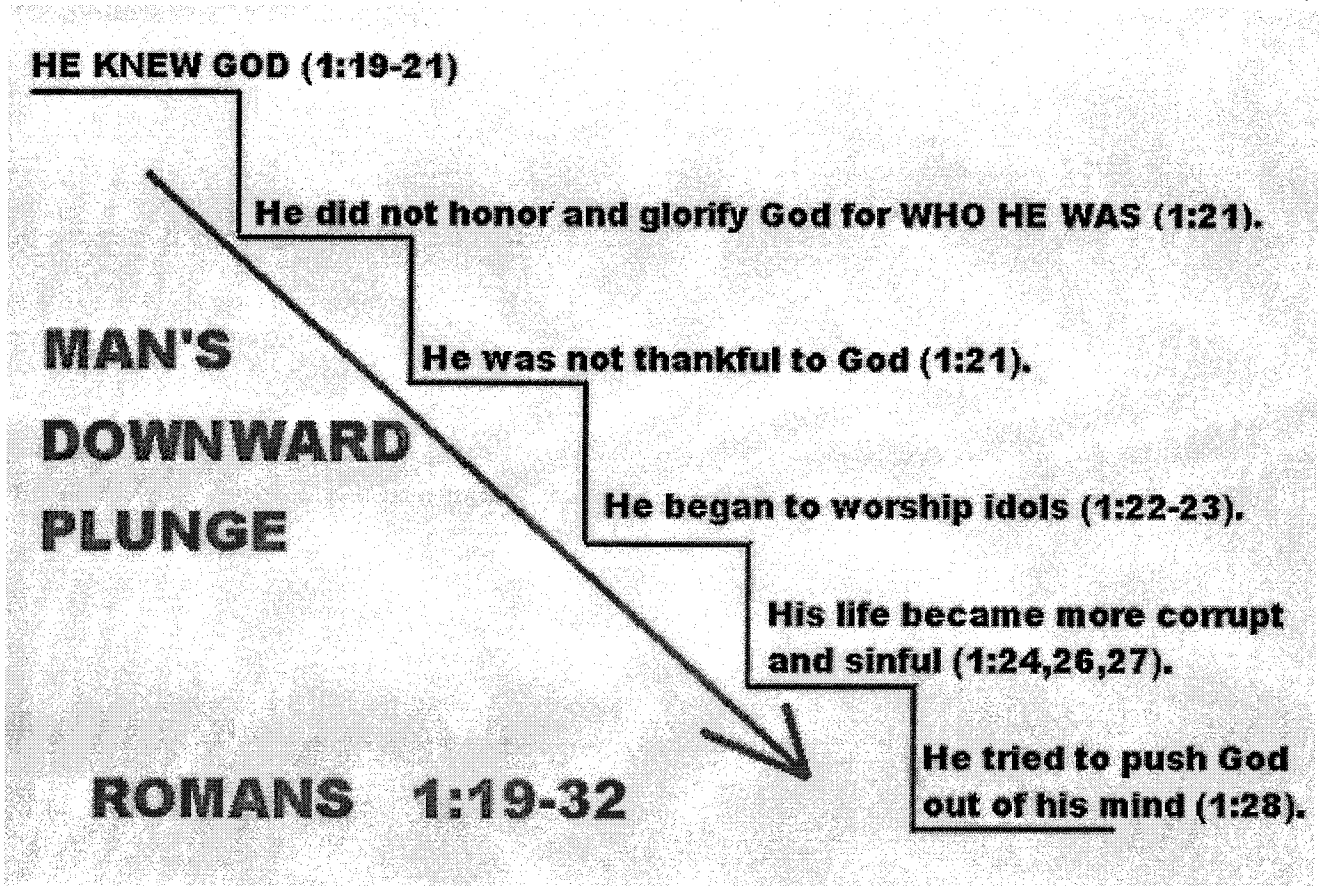 HE KNEW GOD (1:19-21)
He did not honor and glorify God for WHO HE WAS (1:21).
MAN'S
He was not thankful to God (1:21).
DOWNWARD
PLUNGE
He began to worship idols (1:22-23).
His life became more corrupt
and sinful (1:24,26,27).
He tried to push God
out of his mind (1:28).
ROMANS 1:19-32